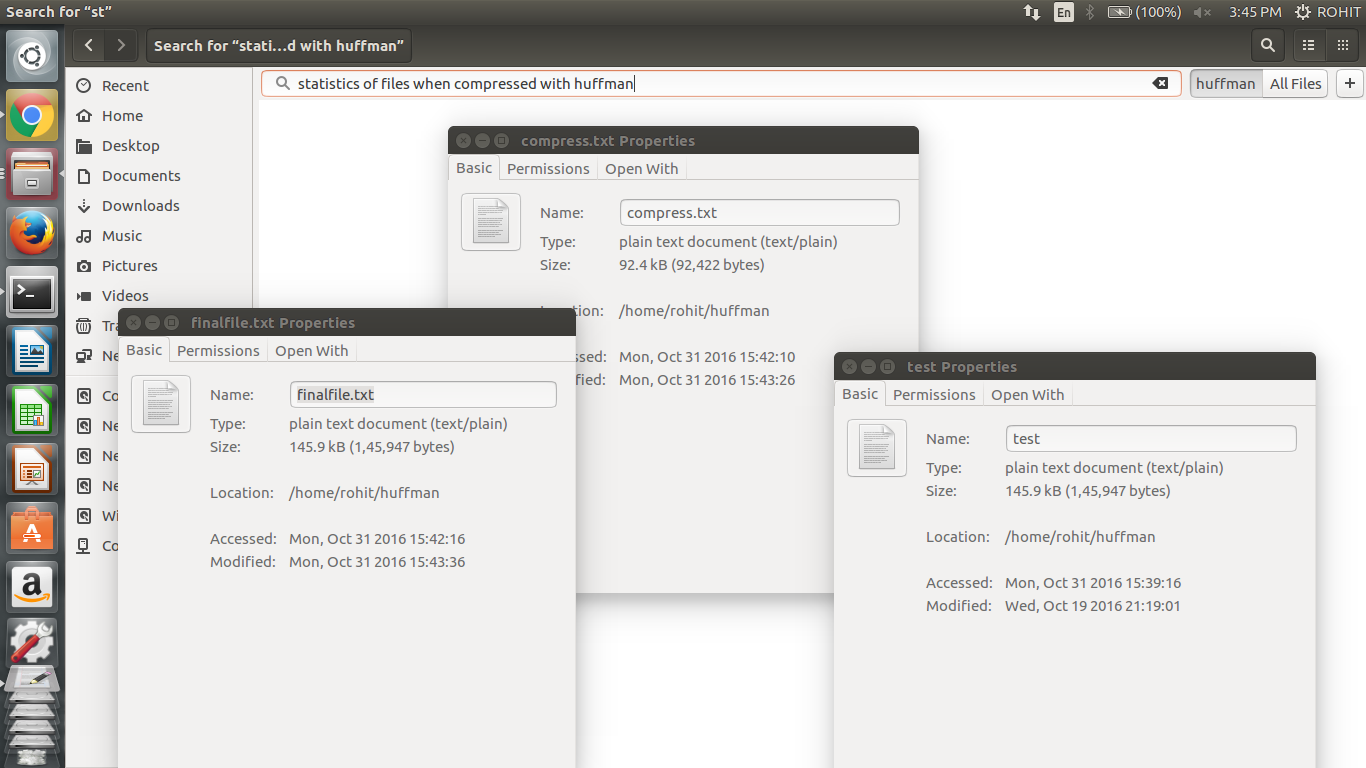 Search for “st”
En
(100%)
3:45 PM
ROHIT
Search for “stati...d with huffman”
statistics of files when compressed with huffman
huffman
All Files
Recent
Home
Desktop
Documents
Downloads
Music
Pictures
Videos
Tra
Ne
Co
Ne
Ne
Ne
Wi
Co
compress.txt Properties
Basic
Permissions
Open With
Name: compress.txt
Type: plain text document (text/plain)
Size: 92.4 kB (92,422 bytes)
tion: /home/rohit/huffman
ssed: Mon, Oct 31 2016 15:42:10
fied: Mon, Oct 31 2016 15:43:26
finalfile.txt Properties
Basic
Permissions
Open With
Name: finalfile.txt
Type: plain text document (text/plain)
Size: 145.9 kB (1,45,947 bytes)
Location: /home/rohit/huffman
Accessed: Mon, Oct 31 2016 15:42:16
Modified: Mon, Oct 31 2016 15:43:36
test Properties
Basic
Permissions
Open With
Name: test
Type: plain text document (text/plain)
Size: 145.9 kB (1,45,947 bytes)
Location: /home/rohit/huffman
Accessed: Mon, Oct 31 2016 15:39:16
Modified: Wed, Oct 19 2016 21:19:01